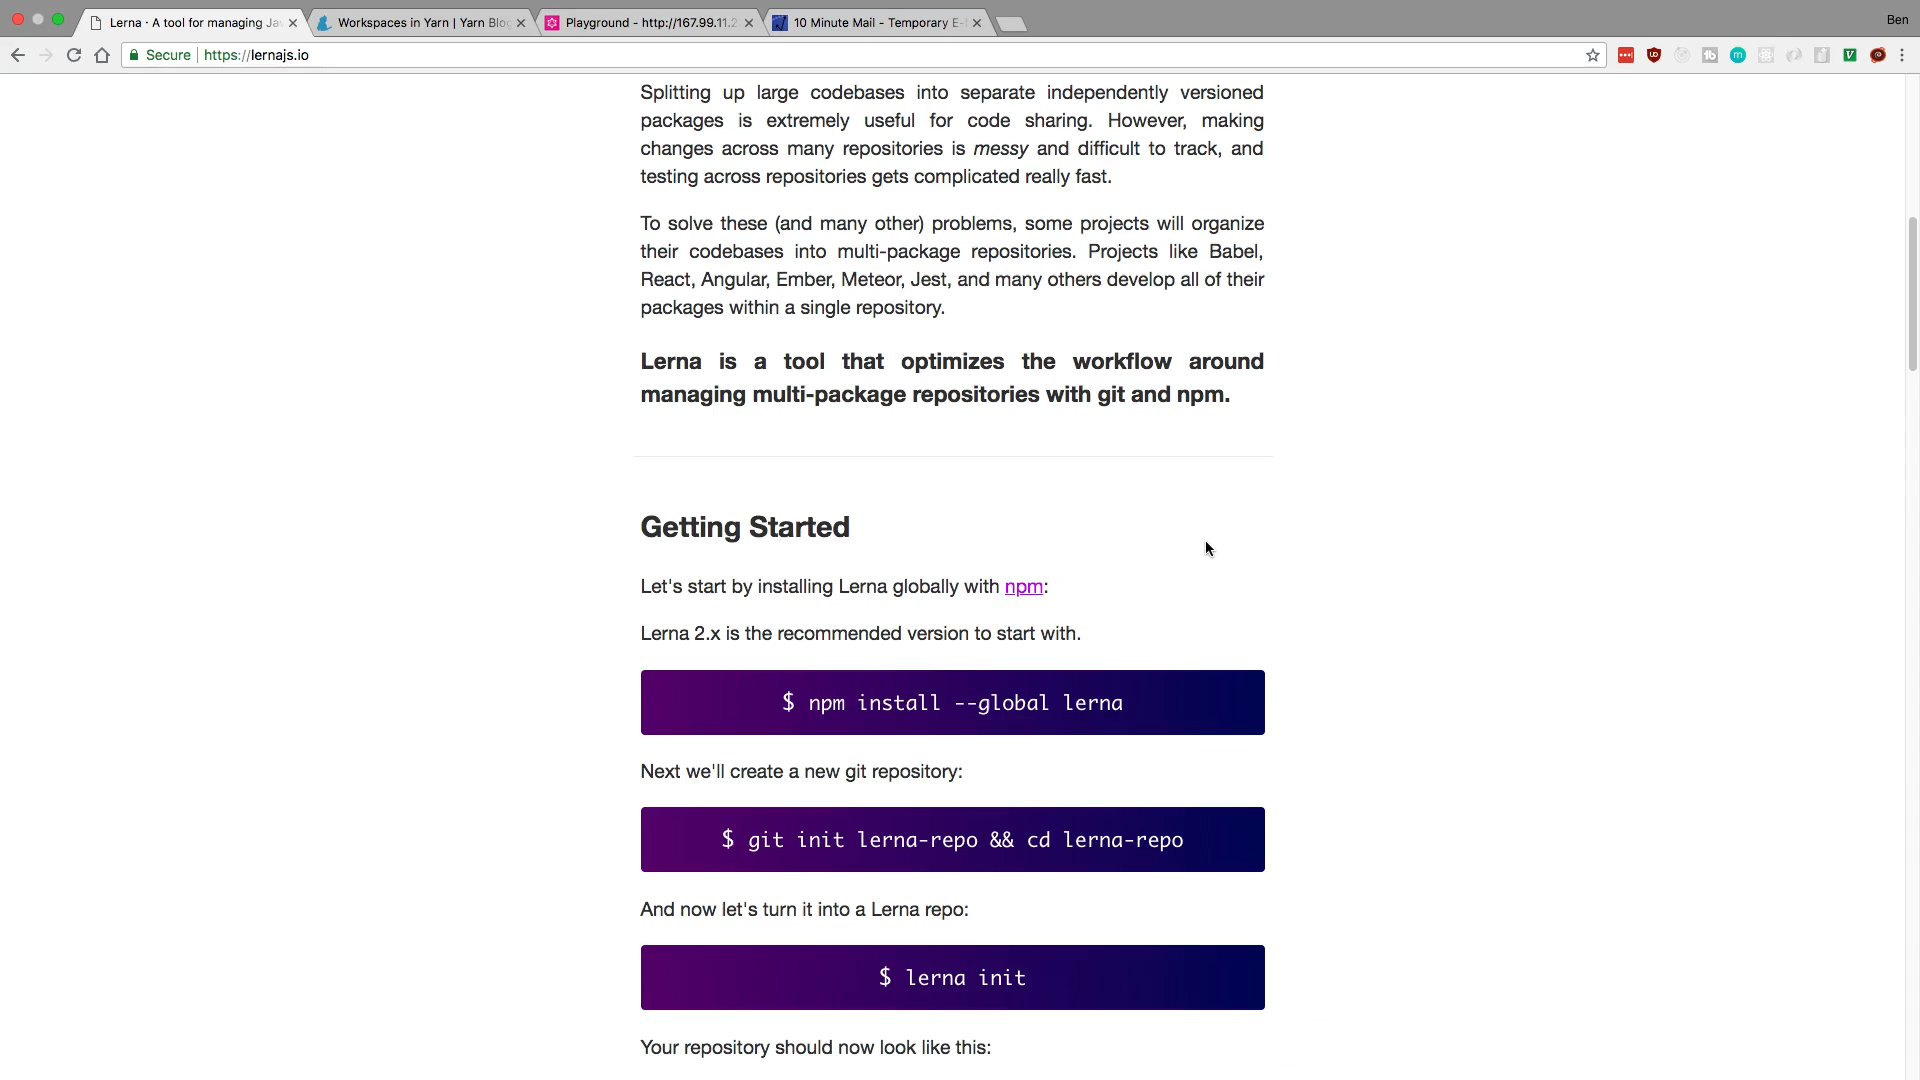 Lerna · A tool for managing Ja
Workspaces in Yarn | Yarn Blog
Playground - http://167.99.11.2
10 Minute Mail - Temporary E-
Ben
Secure
https://lernajs.io
Splitting up large codebases into separate independently versioned
packages is extremely useful for code sharing. However, making
changes across many repositories is messy and difficult to track, and
testing across repositories gets complicated really fast.
To solve these (and many other) problems, some projects will organize
their codebases into multi-package repositories. Projects like Babel,
React, Angular, Ember, Meteor, Jest, and many others develop all of their
packages within a single repository.
Lerna is a tool that optimizes the workflow around
managing multi-package repositories with git and npm.
Getting Started
Let's start by installing Lerna globally with npm:
Lerna 2.x is the recommended version to start with.
$ npm install --global lerna
Next we'll create a new git repository:
$ git init lerna-repo && cd lerna-repo
And now let's turn it into a Lerna repo:
$ lerna init
Your repository should now look like this: